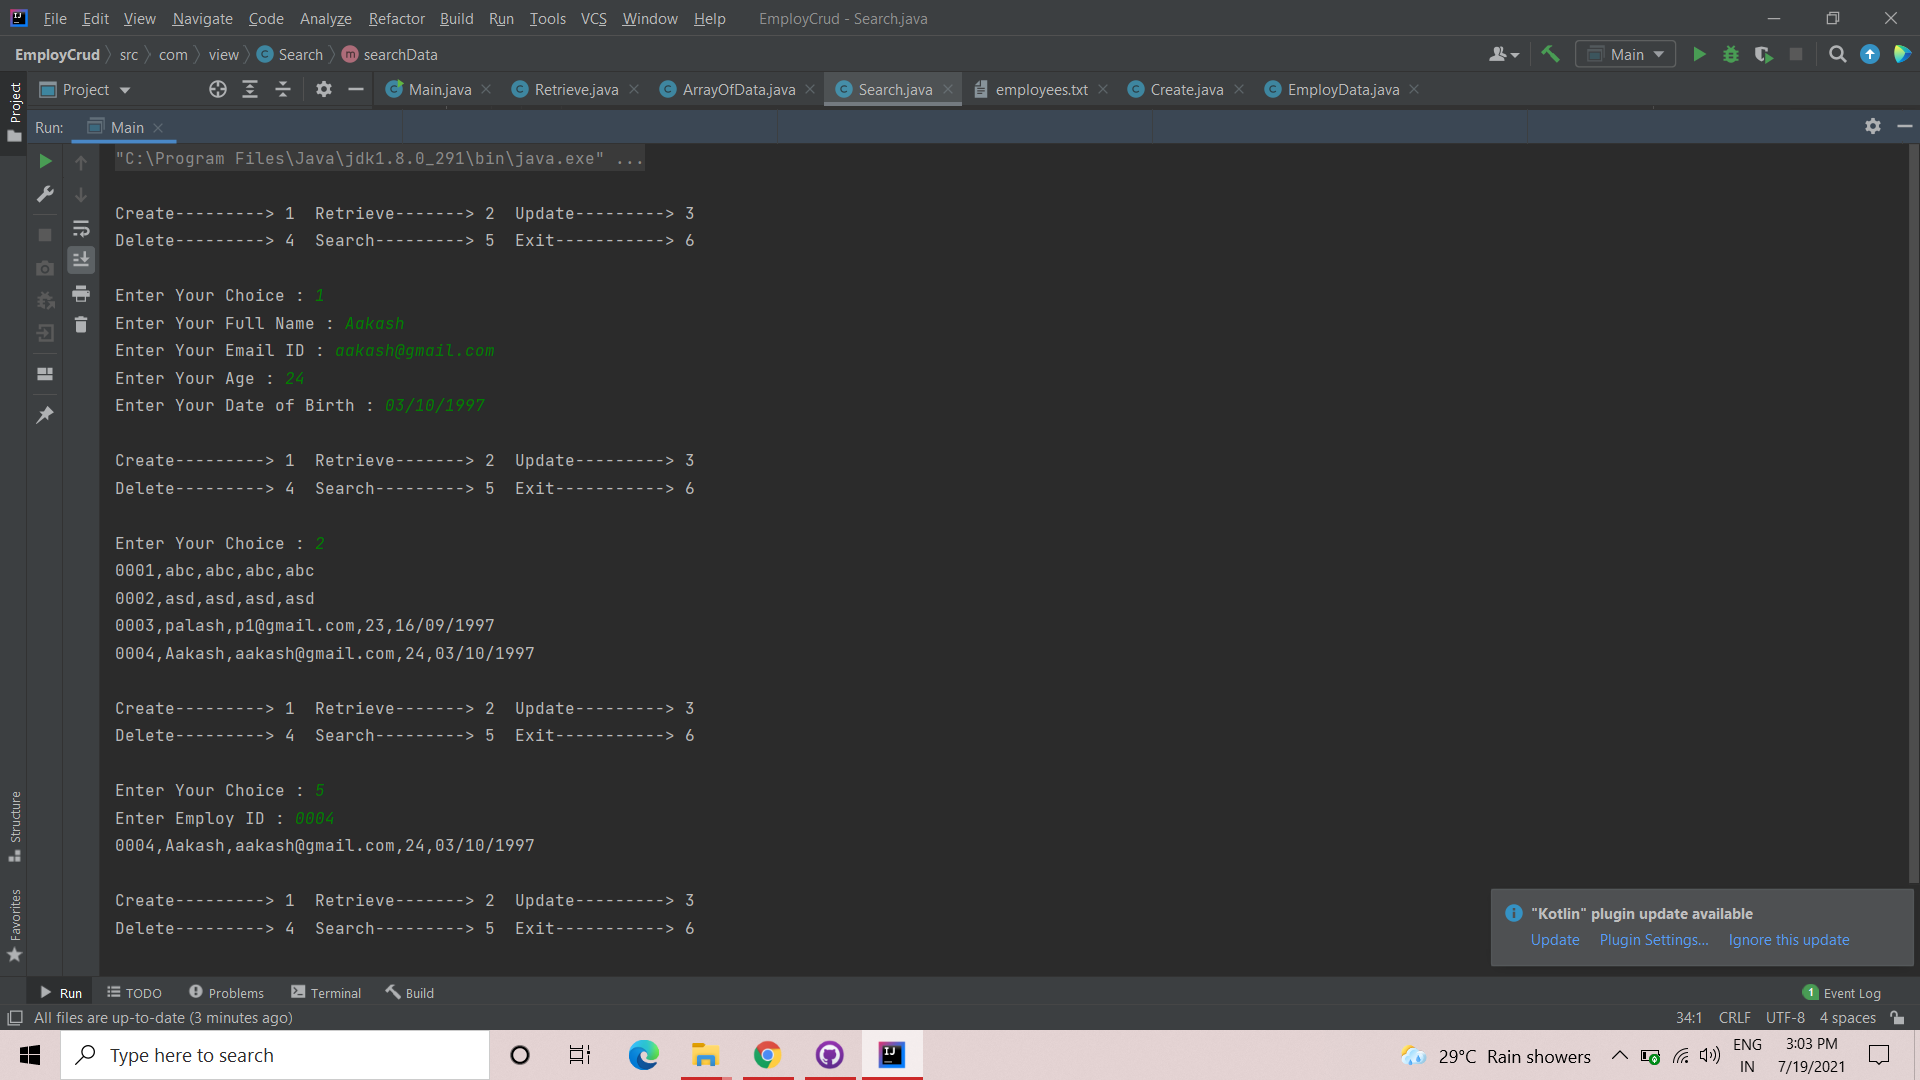 File Edit View Navigate Code Analyze Refactor Build Run Tools VCS Window Help EmployCrud - Search.java
EmployCrud src com view Search searchData Main
Project Main.java Retrieve.java ArrayOfData.java Search.java employees.txt Create.java EmployData.java
Project
Run: Main
"C:\Program Files\Java\jdk1.8.0_291\bin\java.exe" ...
Create---------> 1  Retrieve-------> 2  Update---------> 3
Delete---------> 4  Search---------> 5  Exit-----------> 6
Enter Your Choice : 1
Enter Your Full Name : Aakash
Enter Your Email ID : aakash@gmail.com
Enter Your Age : 24
Enter Your Date of Birth : 03/10/1997
Create---------> 1  Retrieve-------> 2  Update---------> 3
Delete---------> 4  Search---------> 5  Exit-----------> 6
Enter Your Choice : 2
0001,abc,abc,abc,abc
0002,asd,asd,asd,asd
0003,palash,p1@gmail.com,23,16/09/1997
0004,Aakash,aakash@gmail.com,24,03/10/1997
Create---------> 1  Retrieve-------> 2  Update---------> 3
Delete---------> 4  Search---------> 5  Exit-----------> 6
Enter Your Choice : 5
Enter Employ ID : 0004
0004,Aakash,aakash@gmail.com,24,03/10/1997
Create---------> 1  Retrieve-------> 2  Update---------> 3
Delete---------> 4  Search---------> 5  Exit-----------> 6
Structure
Favorites
"Kotlin" plugin update available
Update Plugin Settings... Ignore this update
Run TODO Problems Terminal Build 1 Event Log
All files are up-to-date (3 minutes ago) 34:1 CRLF UTF-8 4 spaces
Type here to search 29°C Rain showers ENG IN 3:03 PM 7/19/2021